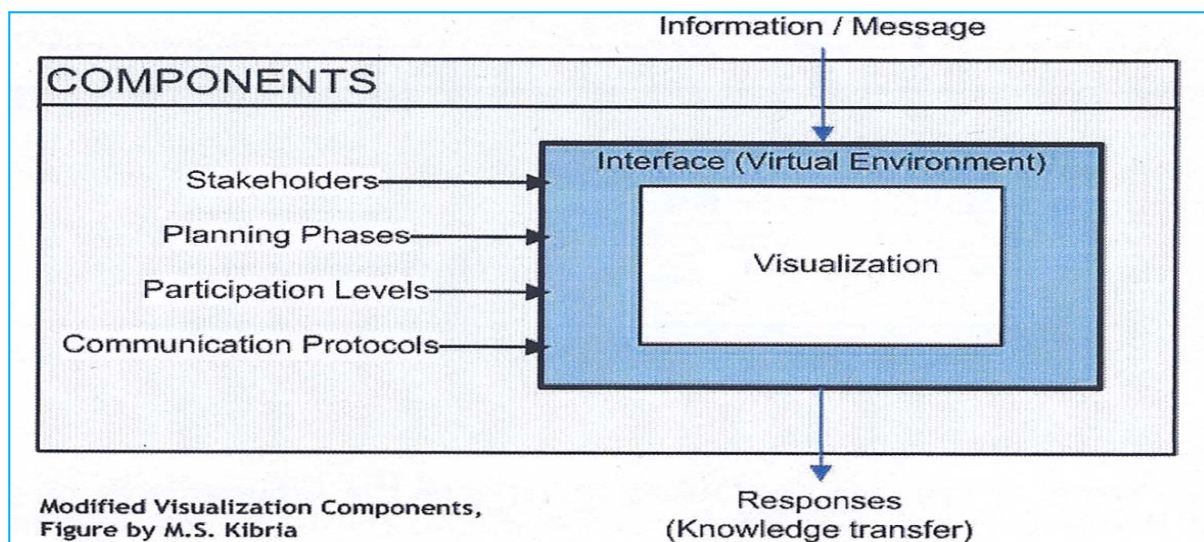 Information / Message
COMPONENTS
Interface (Virtual Environment)
Stakeholders
Planning Phases
Visualization
Participation Levels
Communication Protocols
Modified Visualization Components,
Figure by M.S. Kibria
Responses
(Knowledge transfer)